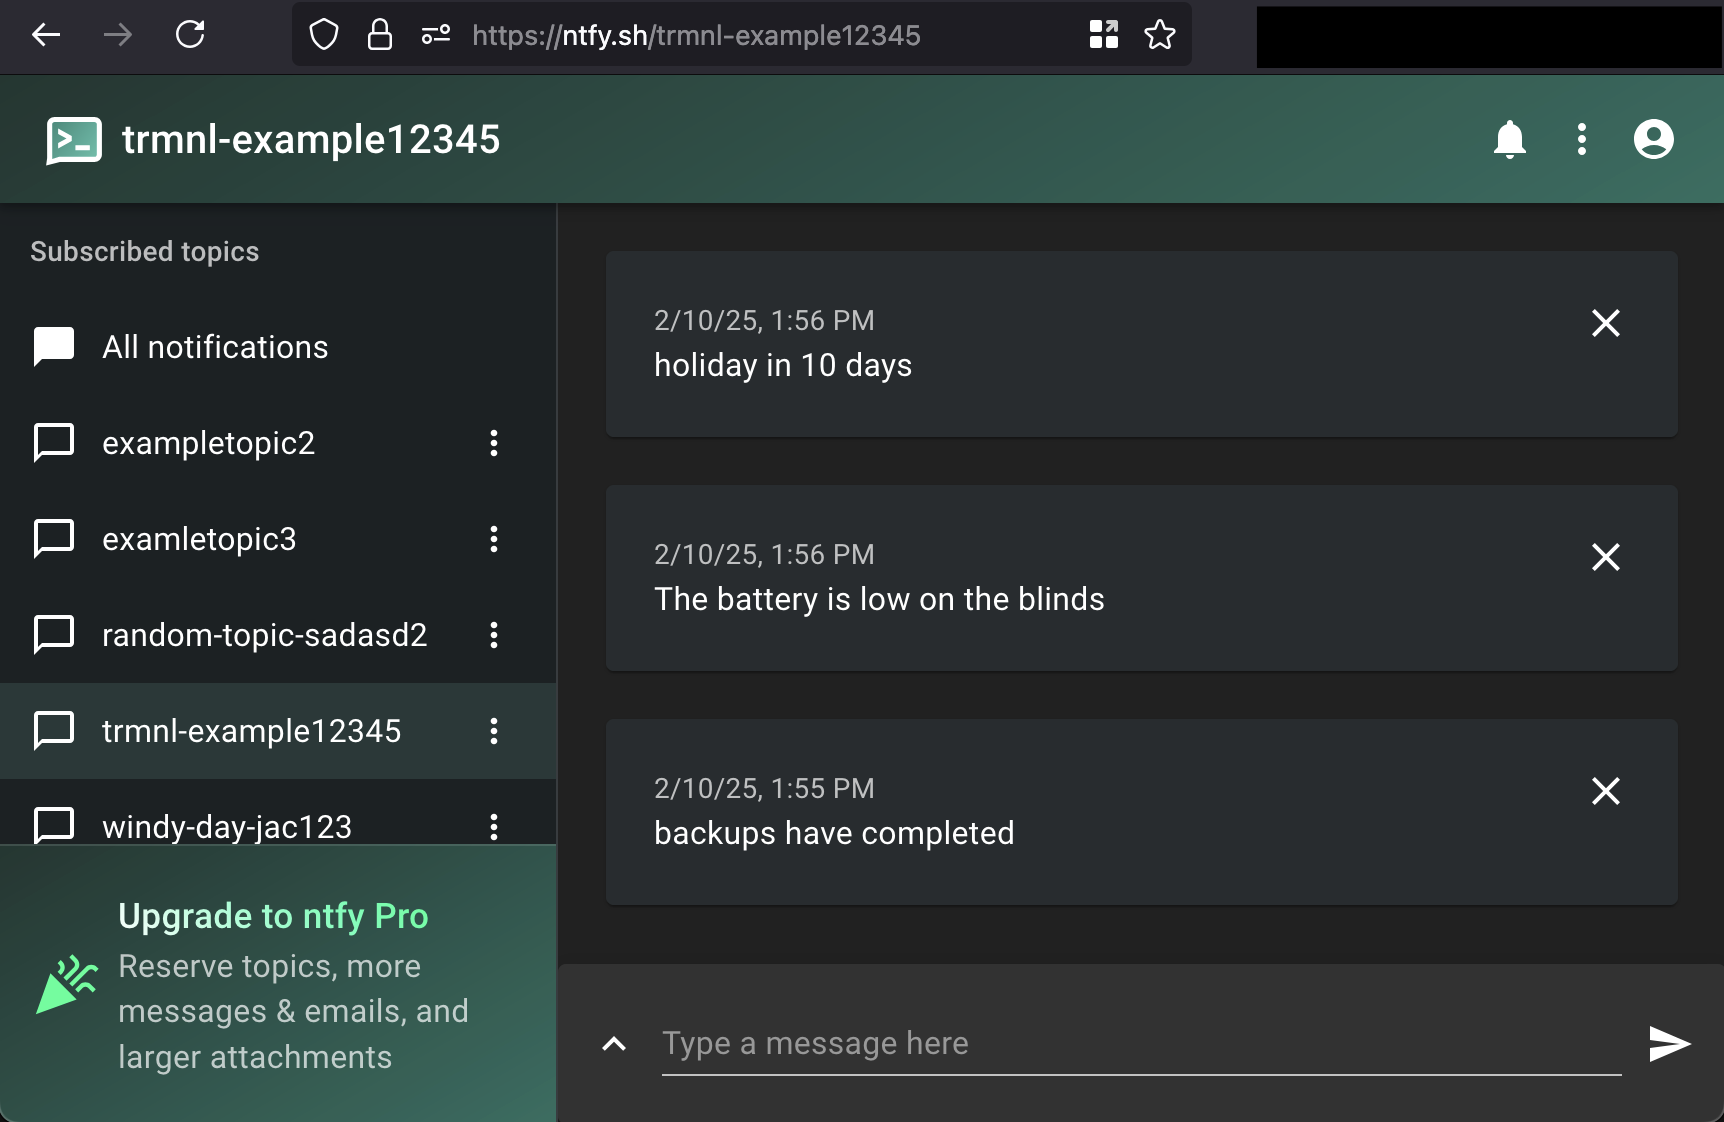 https://ntfy.sh/trmnl-example12345
trmnl-example12345
Subscribed topics
All notifications
exampletopic2
examletopic3
random-topic-sadasd2
trmnl-example12345
windy-day-jac123
Upgrade to ntfy Pro
Reserve topics, more
messages & emails, and
larger attachments
2/10/25, 1:56 PM
holiday in 10 days
2/10/25, 1:56 PM
The battery is low on the blinds
2/10/25, 1:55 PM
backups have completed
Type a message here